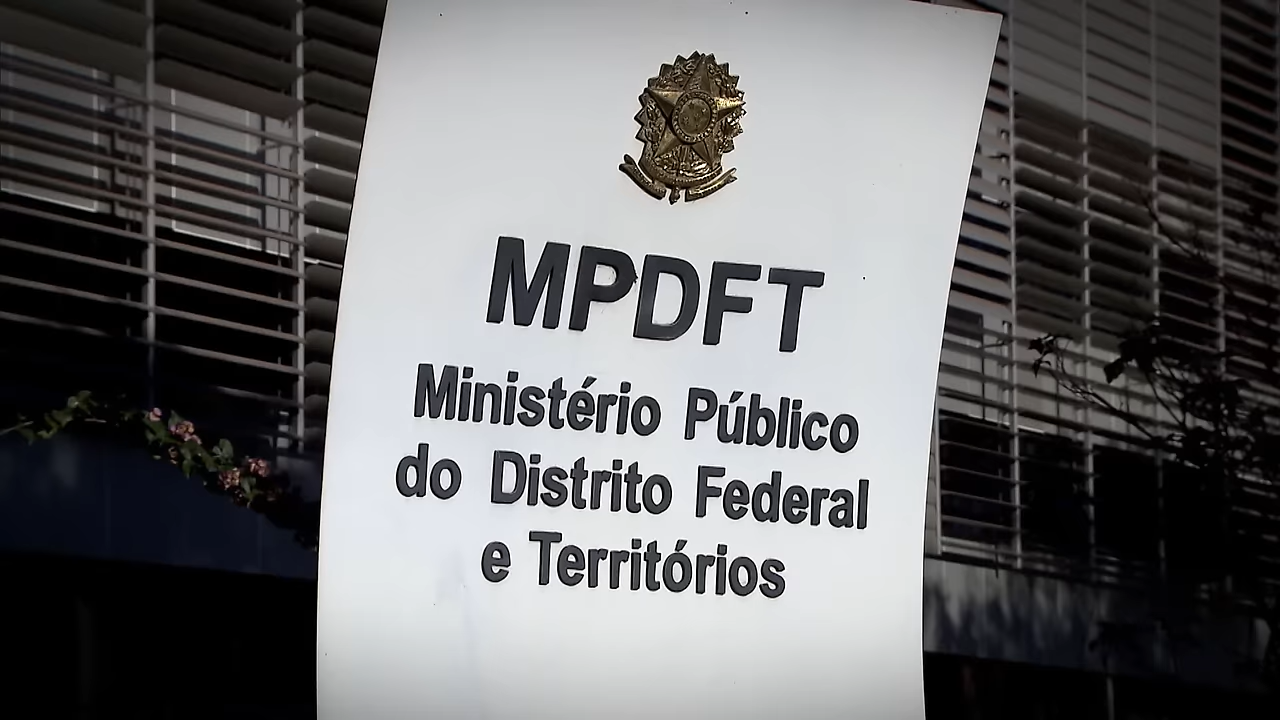 MPDFT
Ministério Público
do Distrito Federal
e Territórios